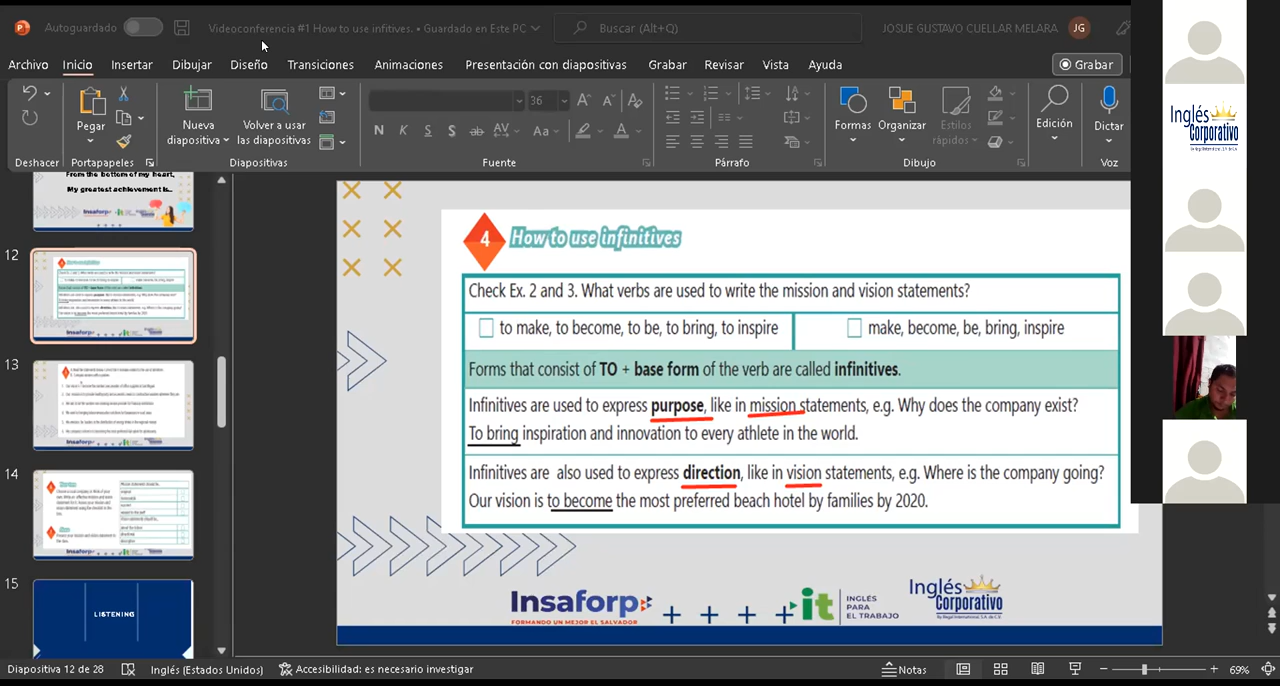 Autoguardado
Videoconferencia #1 How to use infitives. • Guardado en Este PC
Buscar (Alt+Q)
JOSUE GUSTAVO CUELLAR MELARA
JG
Archivo Inicio Insertar Dibujar Diseño Transiciones Animaciones Presentación con diapositivas Grabar Revisar Vista Ayuda
Grabar
Pegar
Nueva diapositiva
Volver a usar las diapositivas
36
N K S S ab AV Aa A
Formas Organizar Estilos rápidos
Edición
Dictar
Deshacer Portapapeles Diapositivas Fuente Párrafo Dibujo Voz
Inglés
Corporativo
From the bottom of my heart,
My greatest achievement is..
12
13
14
15
LISTENING
4
How to use infinitives
Check Ex. 2 and 3. What verbs are used to write the mission and vision statements?
to make, to become, to be, to bring, to inspire
make, become, be, bring, inspire
Forms that consist of TO + base form of the verb are called infinitives.
Infinitives are used to express purpose, like in mission statements, e.g. Why does the company exist?
To bring inspiration and innovation to every athlete in the world.
Infinitives are also used to express direction, like in vision statements, e.g. Where is the company going?
Our vision is to become the most preferred beach hotel by families by 2020.
Insaforp
FORMANDO UN MEJOR EL SALVADOR
it
INGLÉS
PARA
EL TRABAJO
Inglés
Corporativo
Diapositiva 12 de 28
Inglés (Estados Unidos)
Accesibilidad: es necesario investigar
Notas
69%